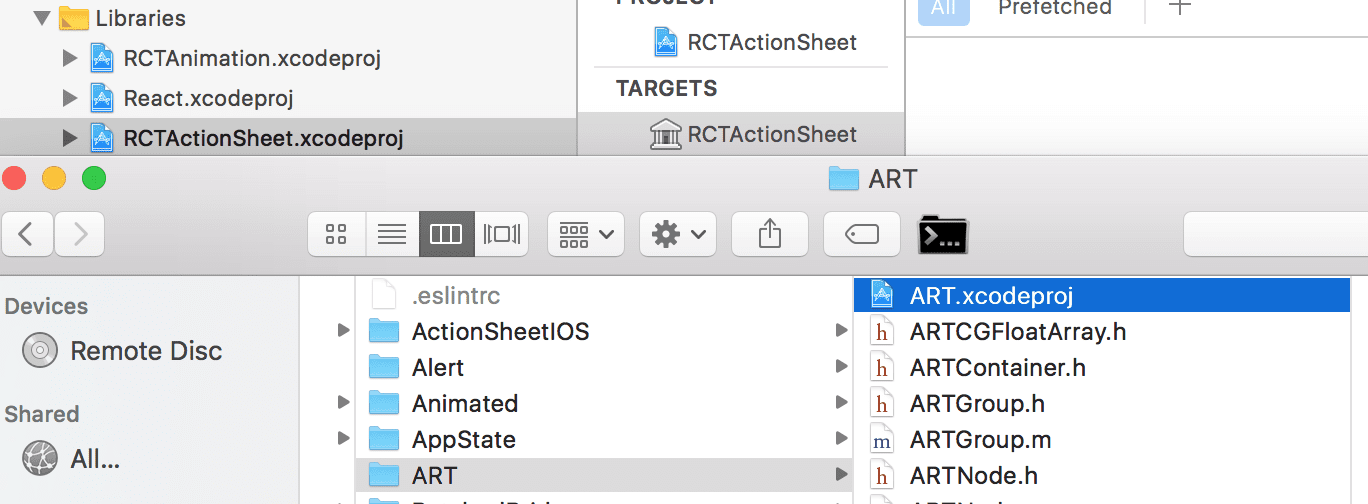 Libraries
RCTAnimation.xcodeproj
React.xcodeproj
RCTActionSheet.xcodeproj
PROJECT
RCTActionSheet
TARGETS
RCTActionSheet
All
Prefetched
ART
Devices
Remote Disc
Shared
All...
.eslintrc
ActionSheetIOS
Alert
Animated
AppState
ART
ART.xcodeproj
ARTCGFloatArray.h
ARTContainer.h
ARTGroup.h
ARTGroup.m
ARTNode.h